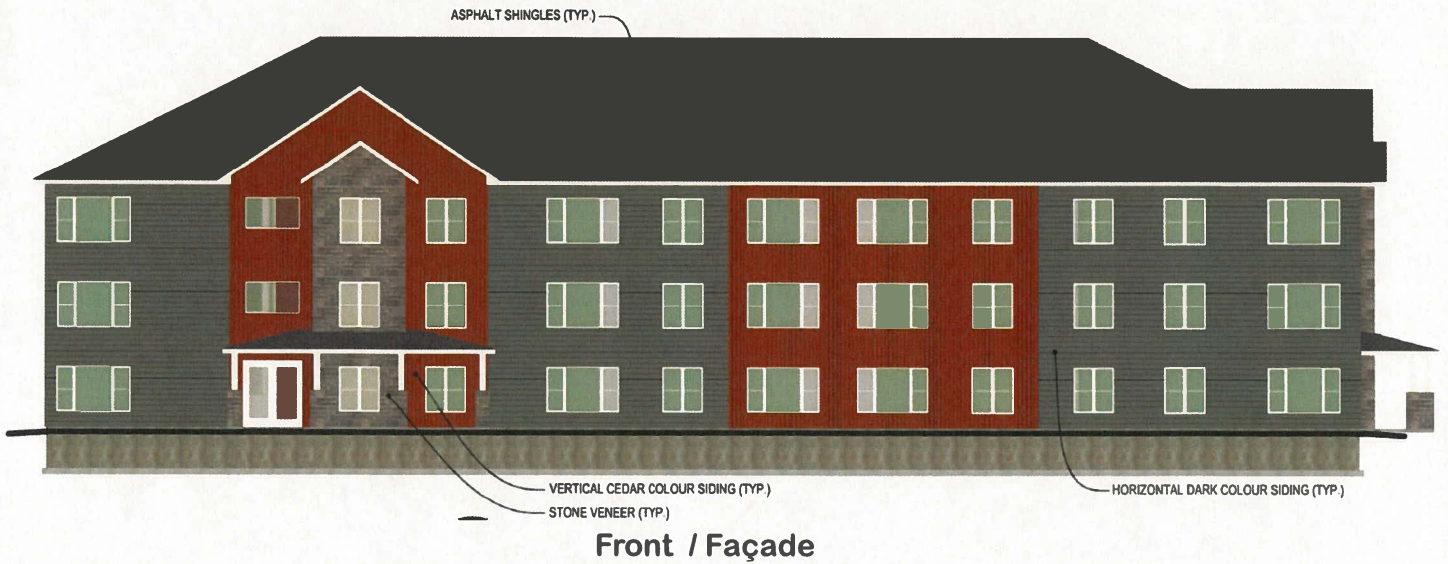 ASPHALT SHINGLES (TYP.)
VERTICAL CEDAR COLOUR SIDING (TYP.)
HORIZONTAL DARK COLOUR SIDING (TYP.)
STONE VENEER (TYP.)
Front / Façade